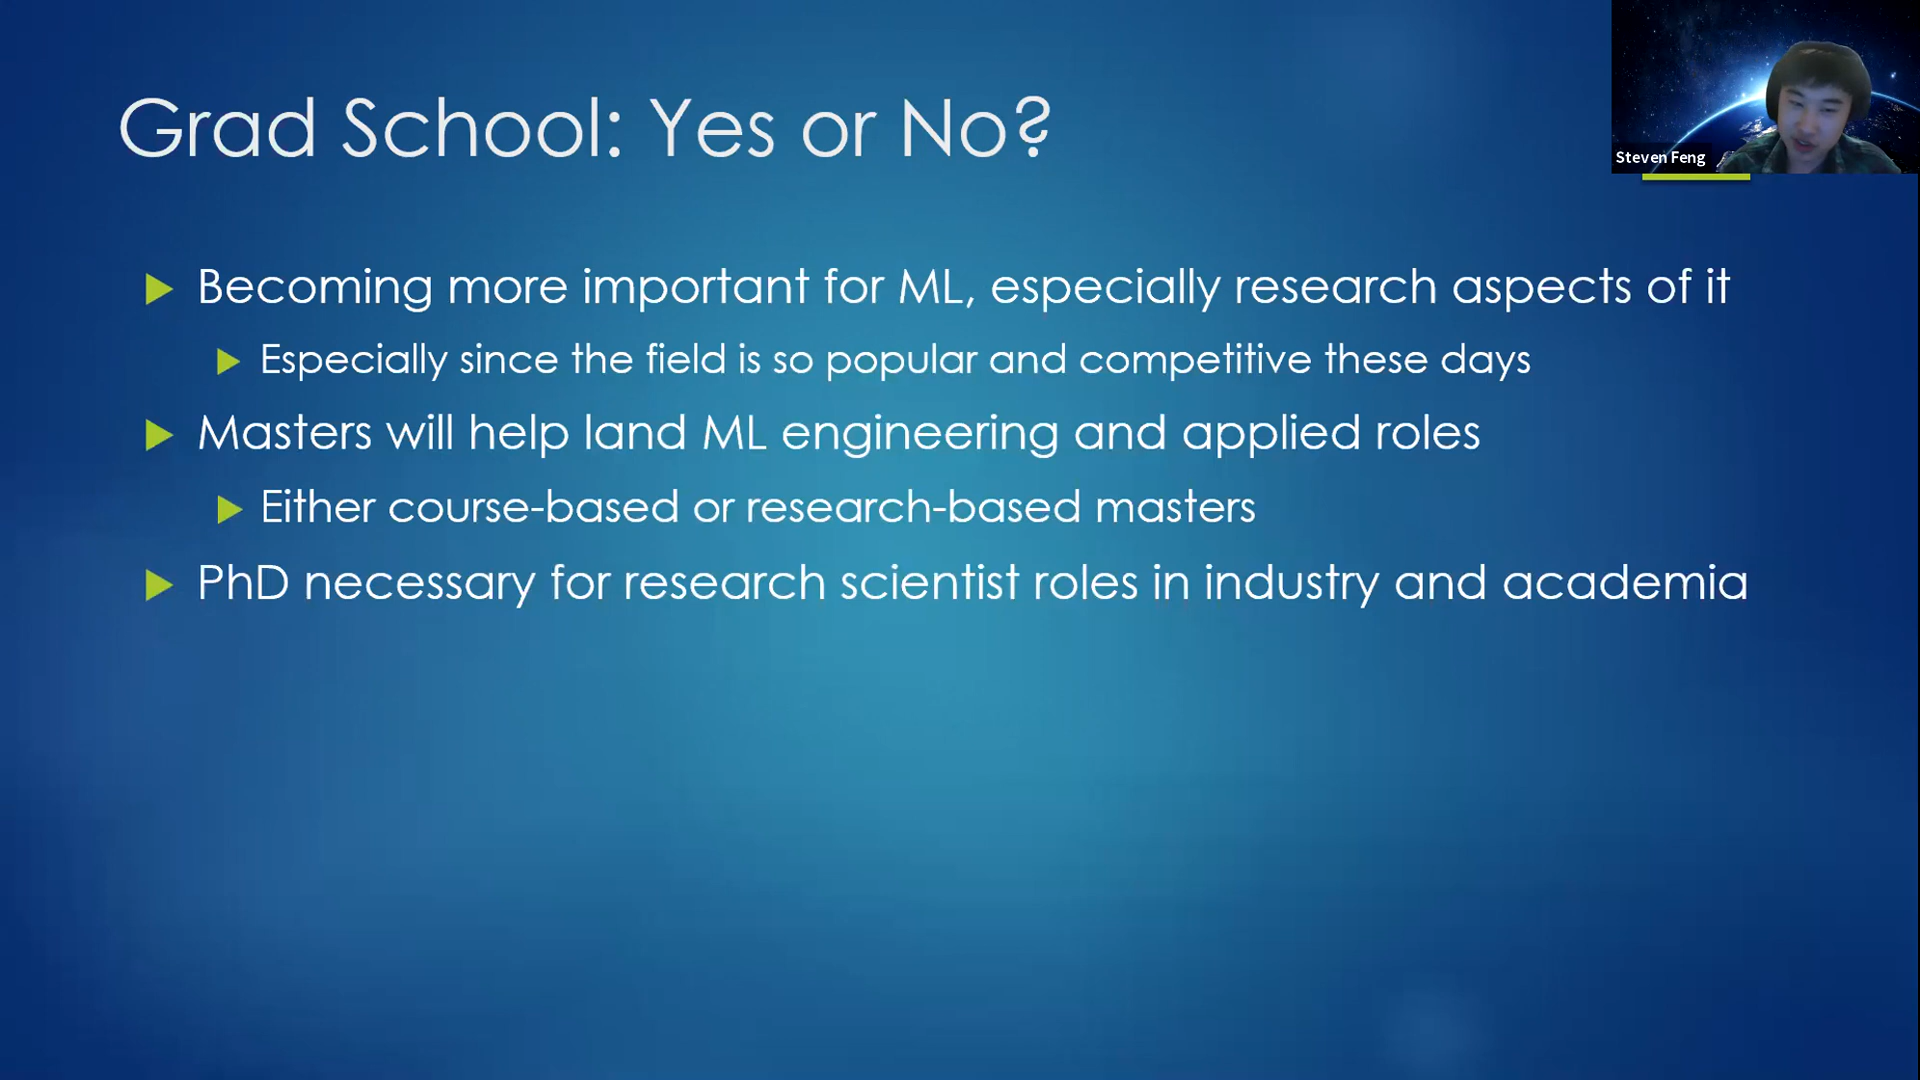 Grad School: Yes or No?
Steven Feng
Becoming more important for ML, especially research aspects of it
Especially since the field is so popular and competitive these days
Masters will help land ML engineering and applied roles
Either course-based or research-based masters
PhD necessary for research scientist roles in industry and academia